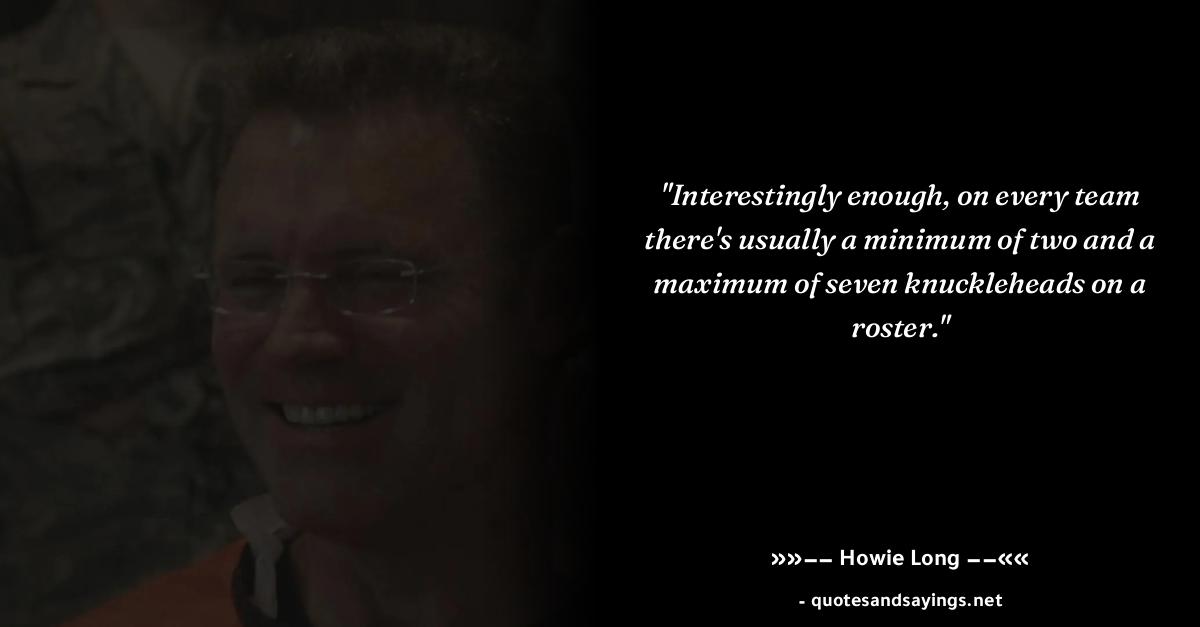 "Interestingly enough, on every team
there's usually a minimum of two and a
maximum of seven knuckleheads on a
roster."
»»−− Howie Long −−««
- quotesandsayings.net